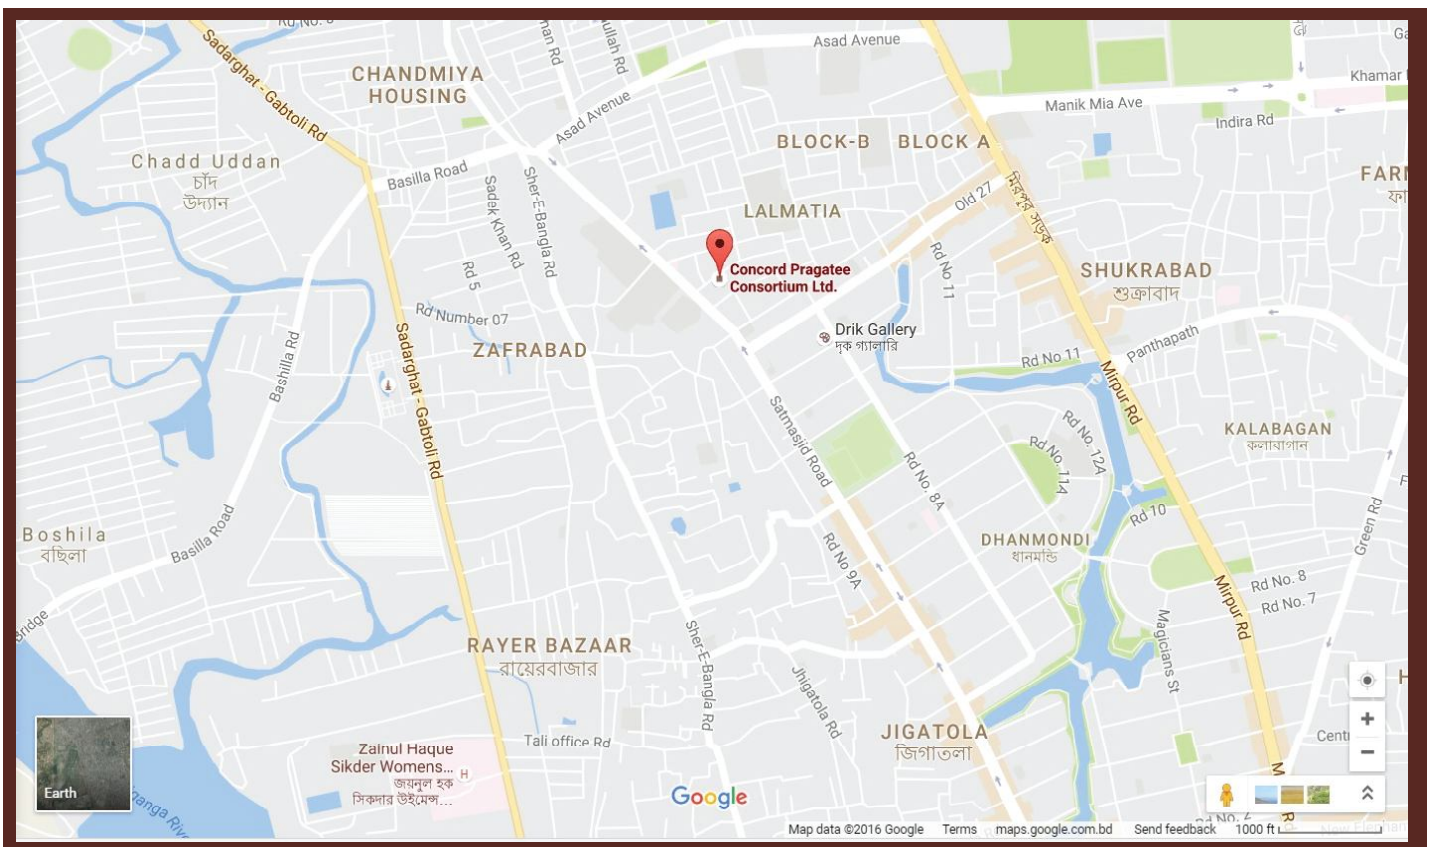 Asad Avenue
Sadarghat - Gabtoli Rd
CHANDMIYA
HOUSING
Khamar
Manik Mia Ave
Asad Avenue
Indira Rd
BLOCK-B
BLOCK A
Chadd Uddan
চাঁদ
উদ্যান
Basilla Road
Sadek Khan Rd
Sher-E-Bangla Rd
Old 27
মিরপুর সড়ক
LALMATIA
Rd No 11
Rd 5
Concord Pragatee
Consortium Ltd.
SHUKRABAD
শুক্রাবাদ
Rd Number 07
Drik Gallery
দৃক গ্যালারি
Panthapath
ZAFRABAD
Bashilla Rd
Sadarghat - Gabtoli Rd
Rd No 11
Mirpur Rd
Satmasjid Road
Rd No. 12A
Rd No. 11A
KALABAGAN
কলাবাগান
Rd No. 8A
Boshila
বছিলা
Basilla Road
Rd 10
Green Rd
DHANMONDI
ধানমন্ডি
Rd No 9A
Rd No. 8
Rd No. 7
Mirpur Rd
Magicians St
Bridge
RAYER BAZAAR
রায়েরবাজার
Sher-E-Bangla Rd
Jhigatola Rd
JIGATOLA
জিগাতলা
Tali office Rd
Zainul Haque
Sikder Womens...
জয়নুল হক
সিকদার উইমেন্স...
H
Earth
Google
Map data ©2016 Google
Terms
maps.google.com.bd
Send feedback
1000 ft